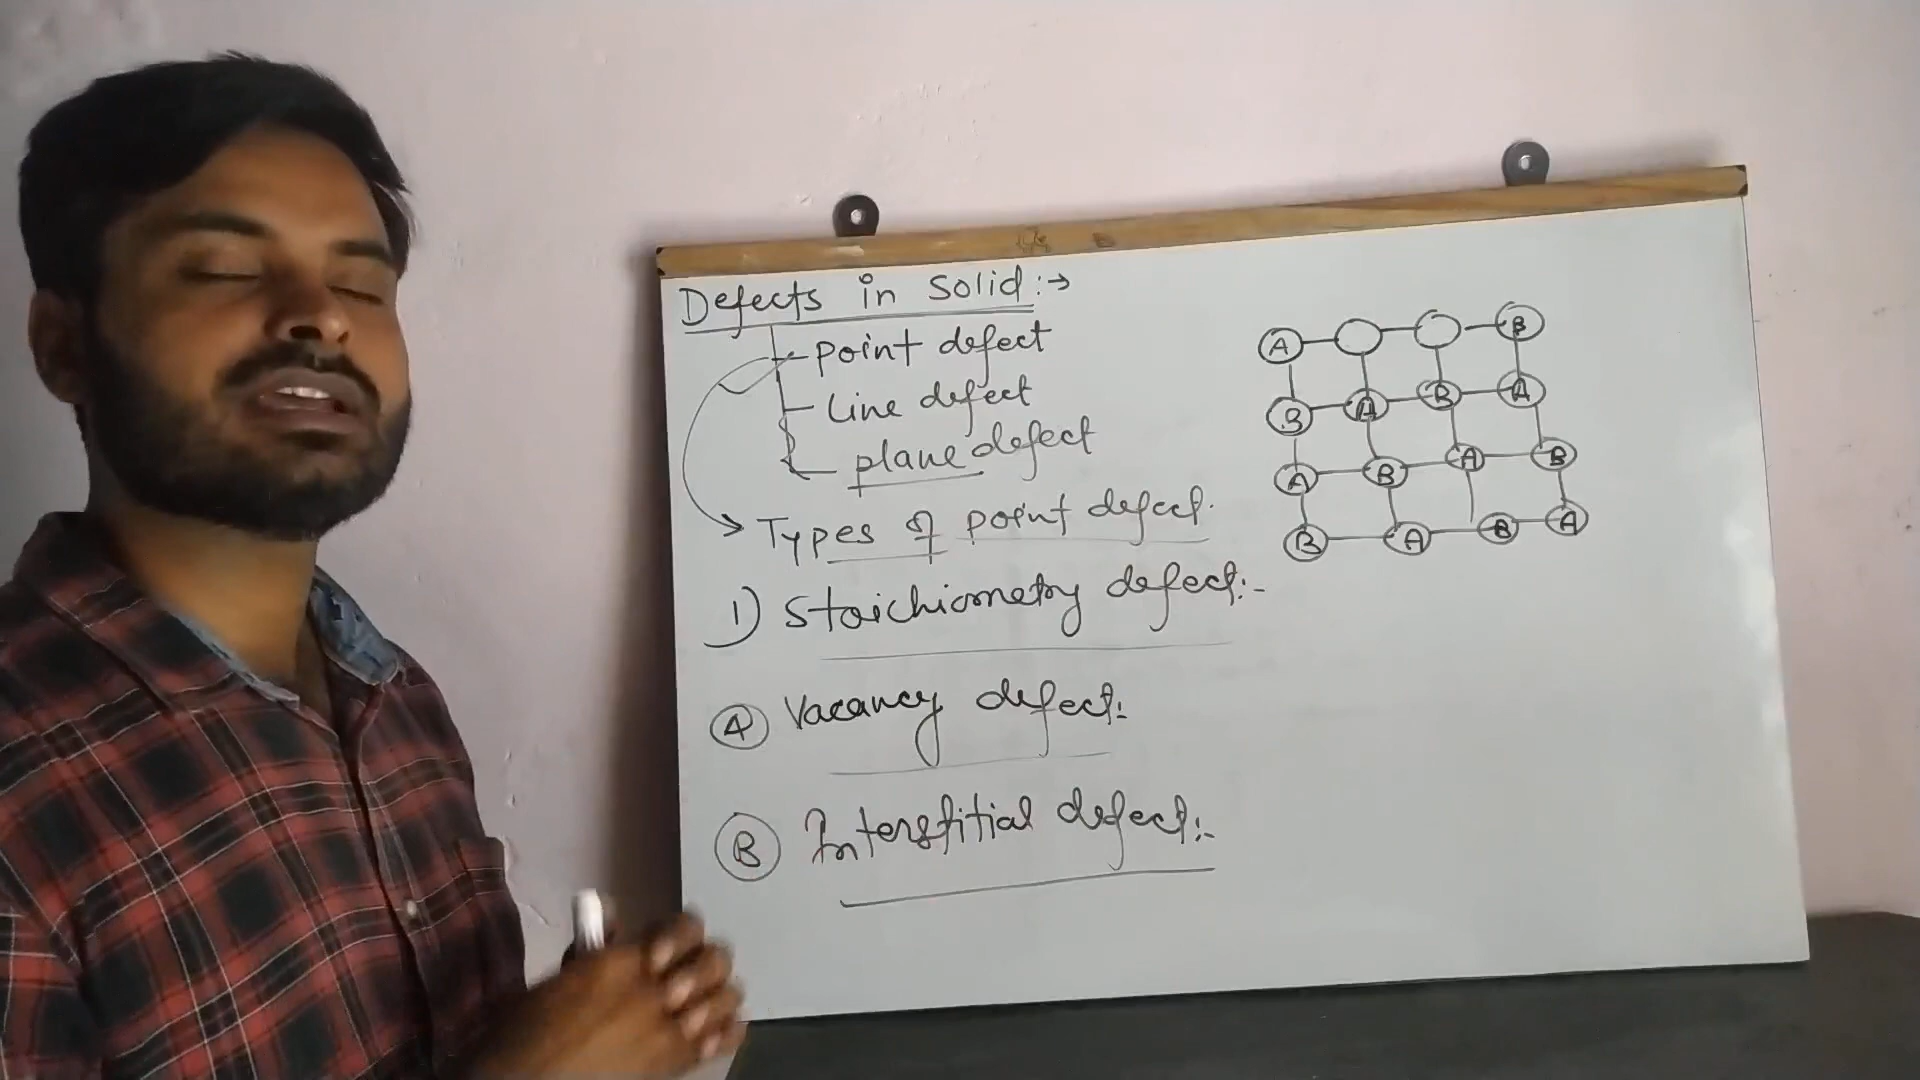 Defects in Solid :→
point defect
Line defect
plane defect
Types of point defect.
1) Stoichiometry defect:-
A Vacancy defect:
B Interstitial defect:-
A B
B A B A
A B A B
B A B A